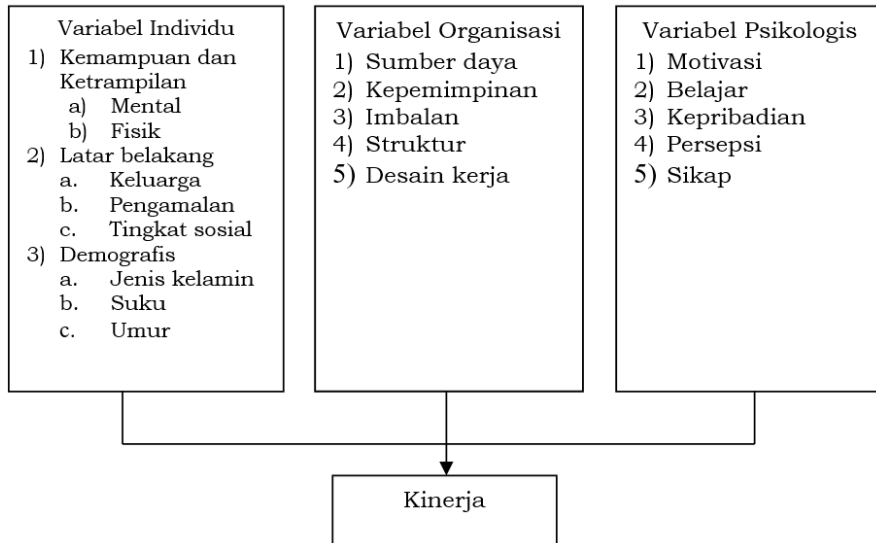 Variabel Individu
1) Kemampuan dan
Ketrampilan
a) Mental
b) Fisik
2) Latar belakang
a. Keluarga
b. Pengamalan
c. Tingkat sosial
3) Demografis
a. Jenis kelamin
b. Suku
c. Umur
Variabel Organisasi
1) Sumber daya
2) Kepemimpinan
3) Imbalan
4) Struktur
5) Desain kerja
Variabel Psikologis
1) Motivasi
2) Belajar
3) Kepribadian
4) Persepsi
5) Sikap
Kinerja